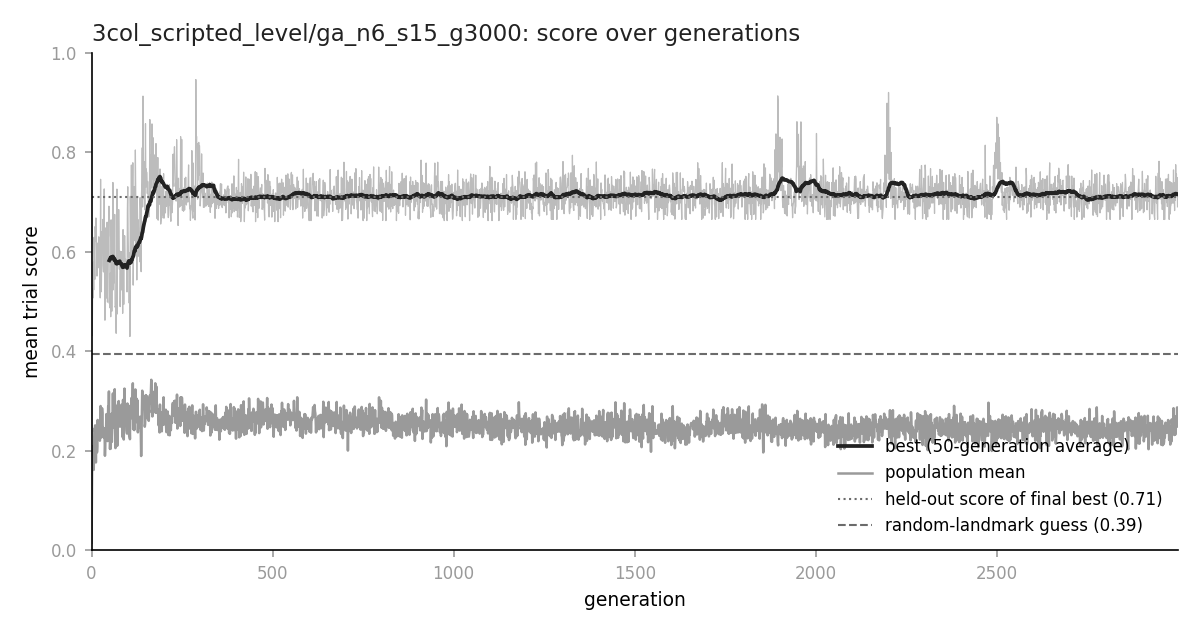 3col_scripted_level/ga_n6_s15_g3000: score over generations
1.0
0.8
0.6
0.4
0.2
0.0
mean trial score
best (50-generation average)
population mean
held-out score of final best (0.71)
random-landmark guess (0.39)
0 500 1000 1500 2000 2500
generation